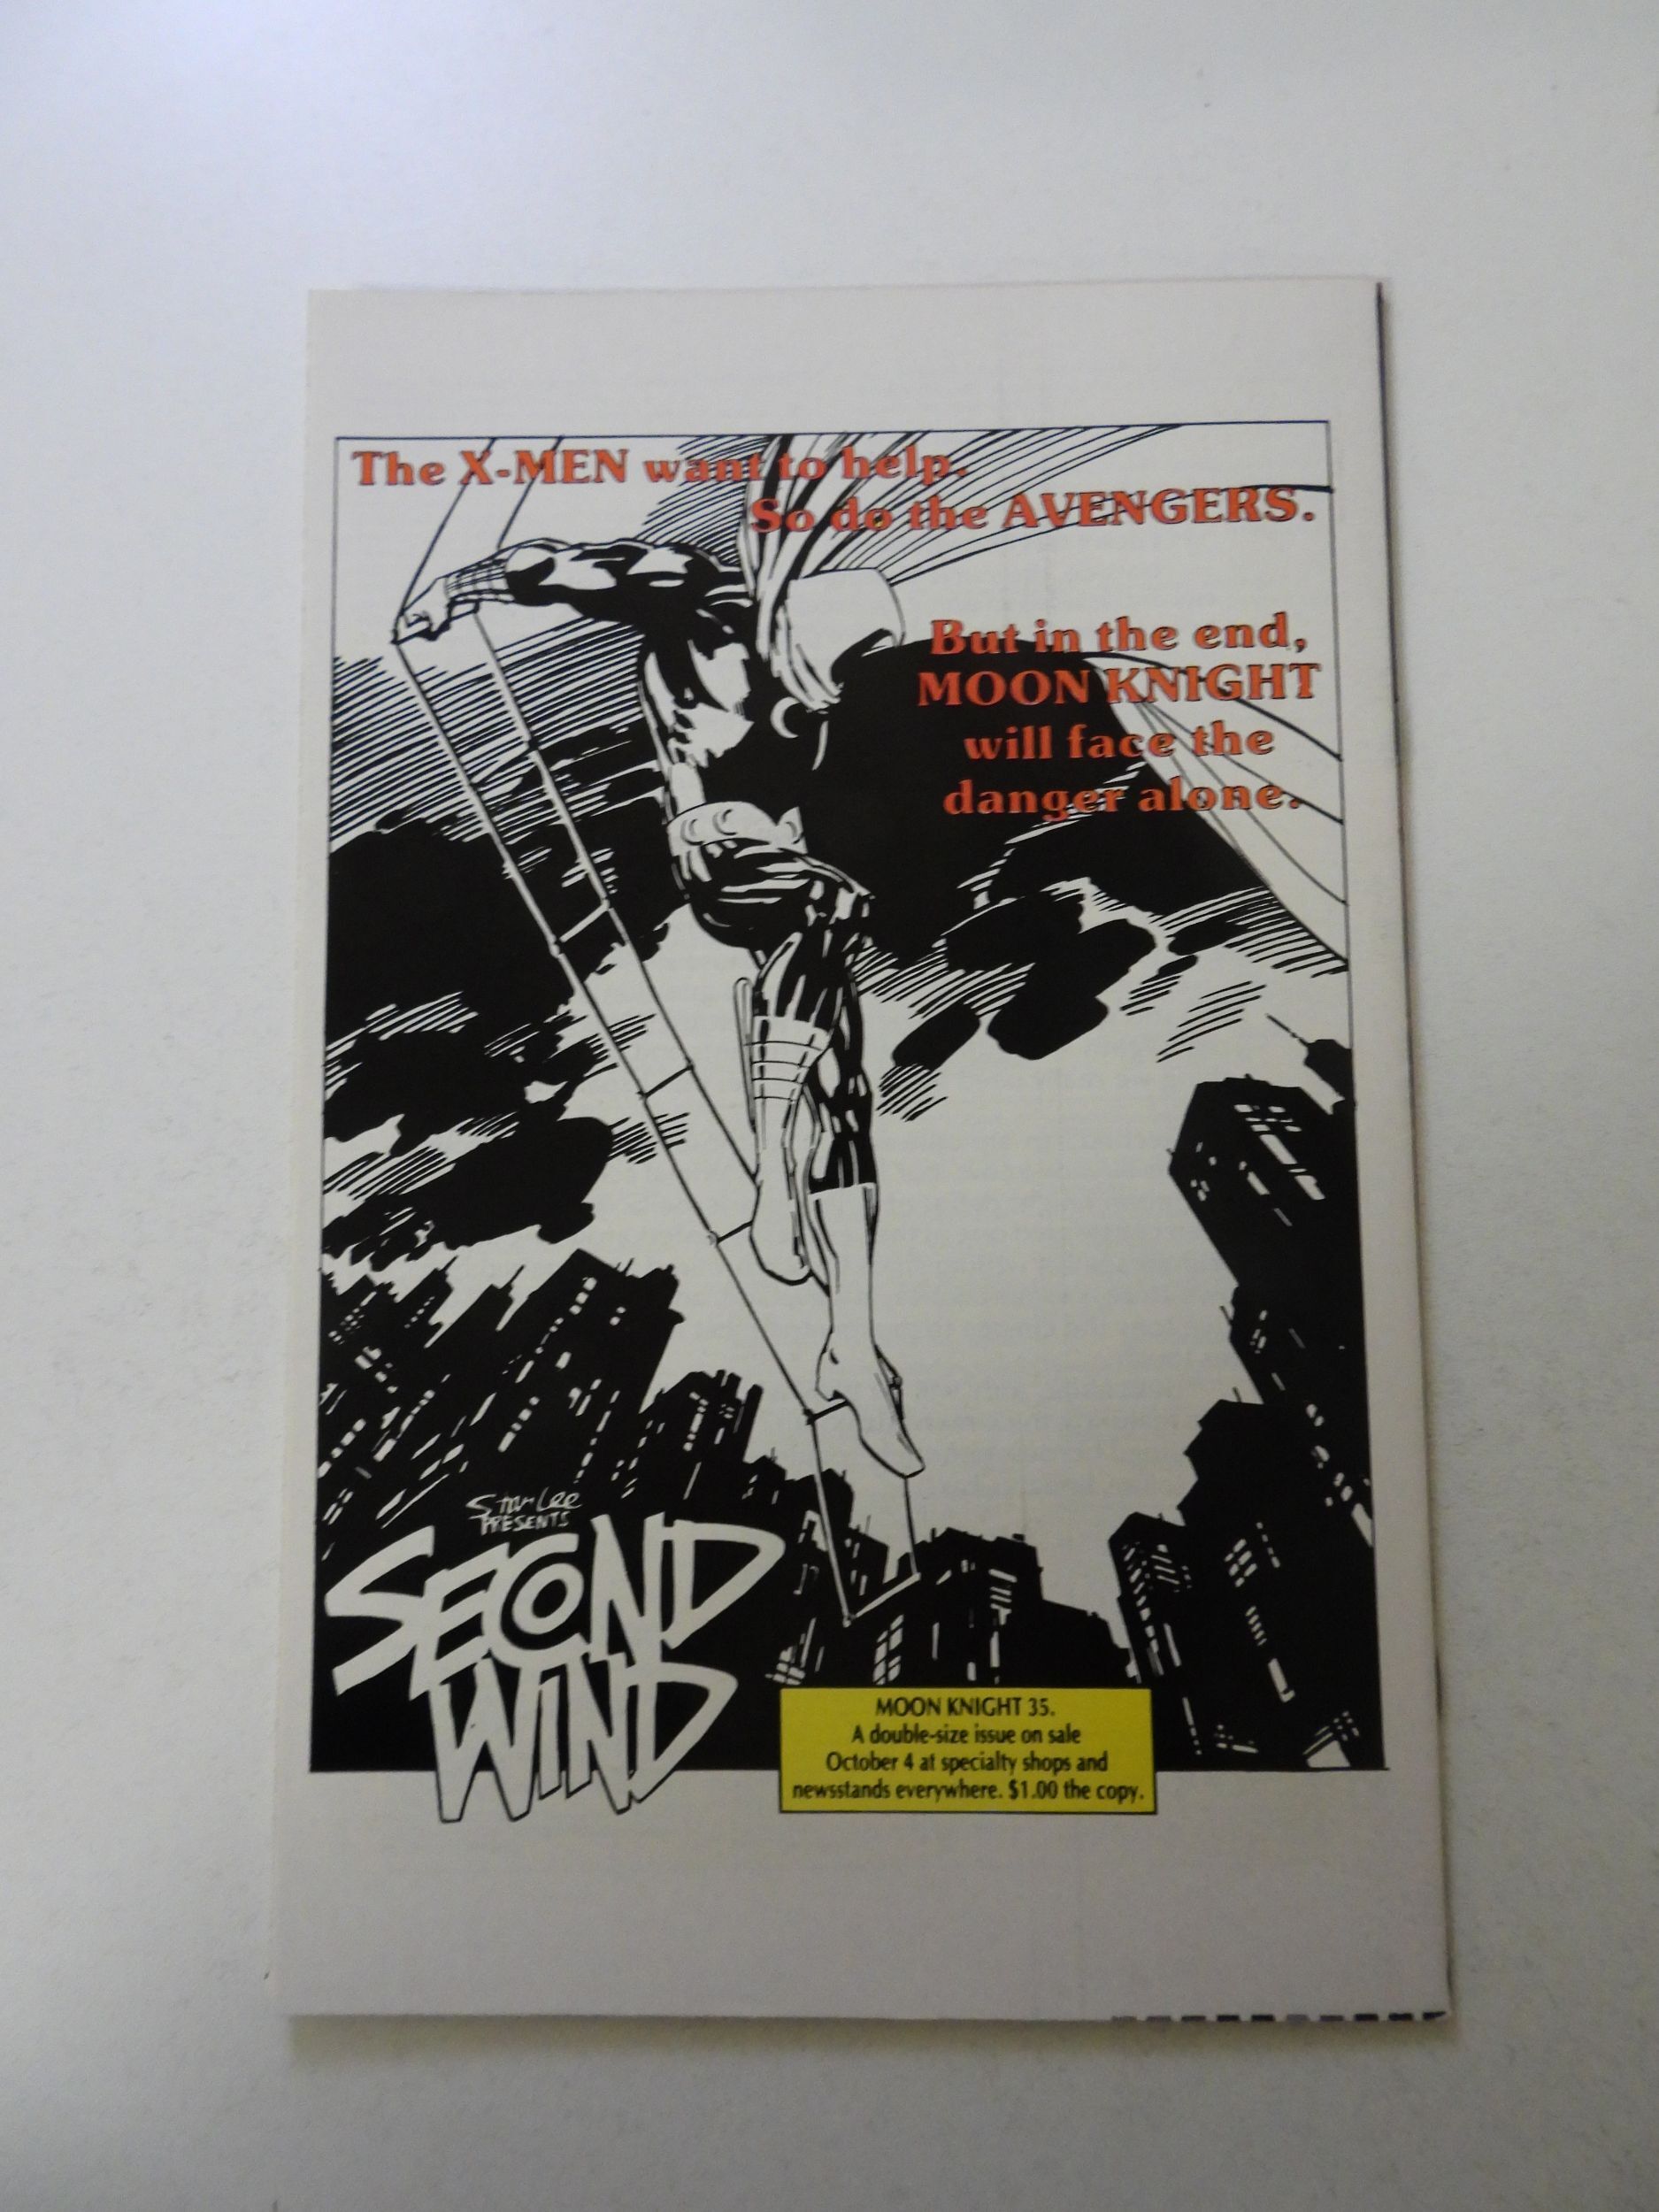 The X-MEN want to help.
So do the AVENGERS.
But in the end,
MOON KNIGHT
will face the
danger alone.
Stan Lee
PRESENTS
SECOND
WIND
MOON KNIGHT 35.
A double-size issue on sale
October 4 at specialty shops and
newsstands everywhere. $1.00 the copy.